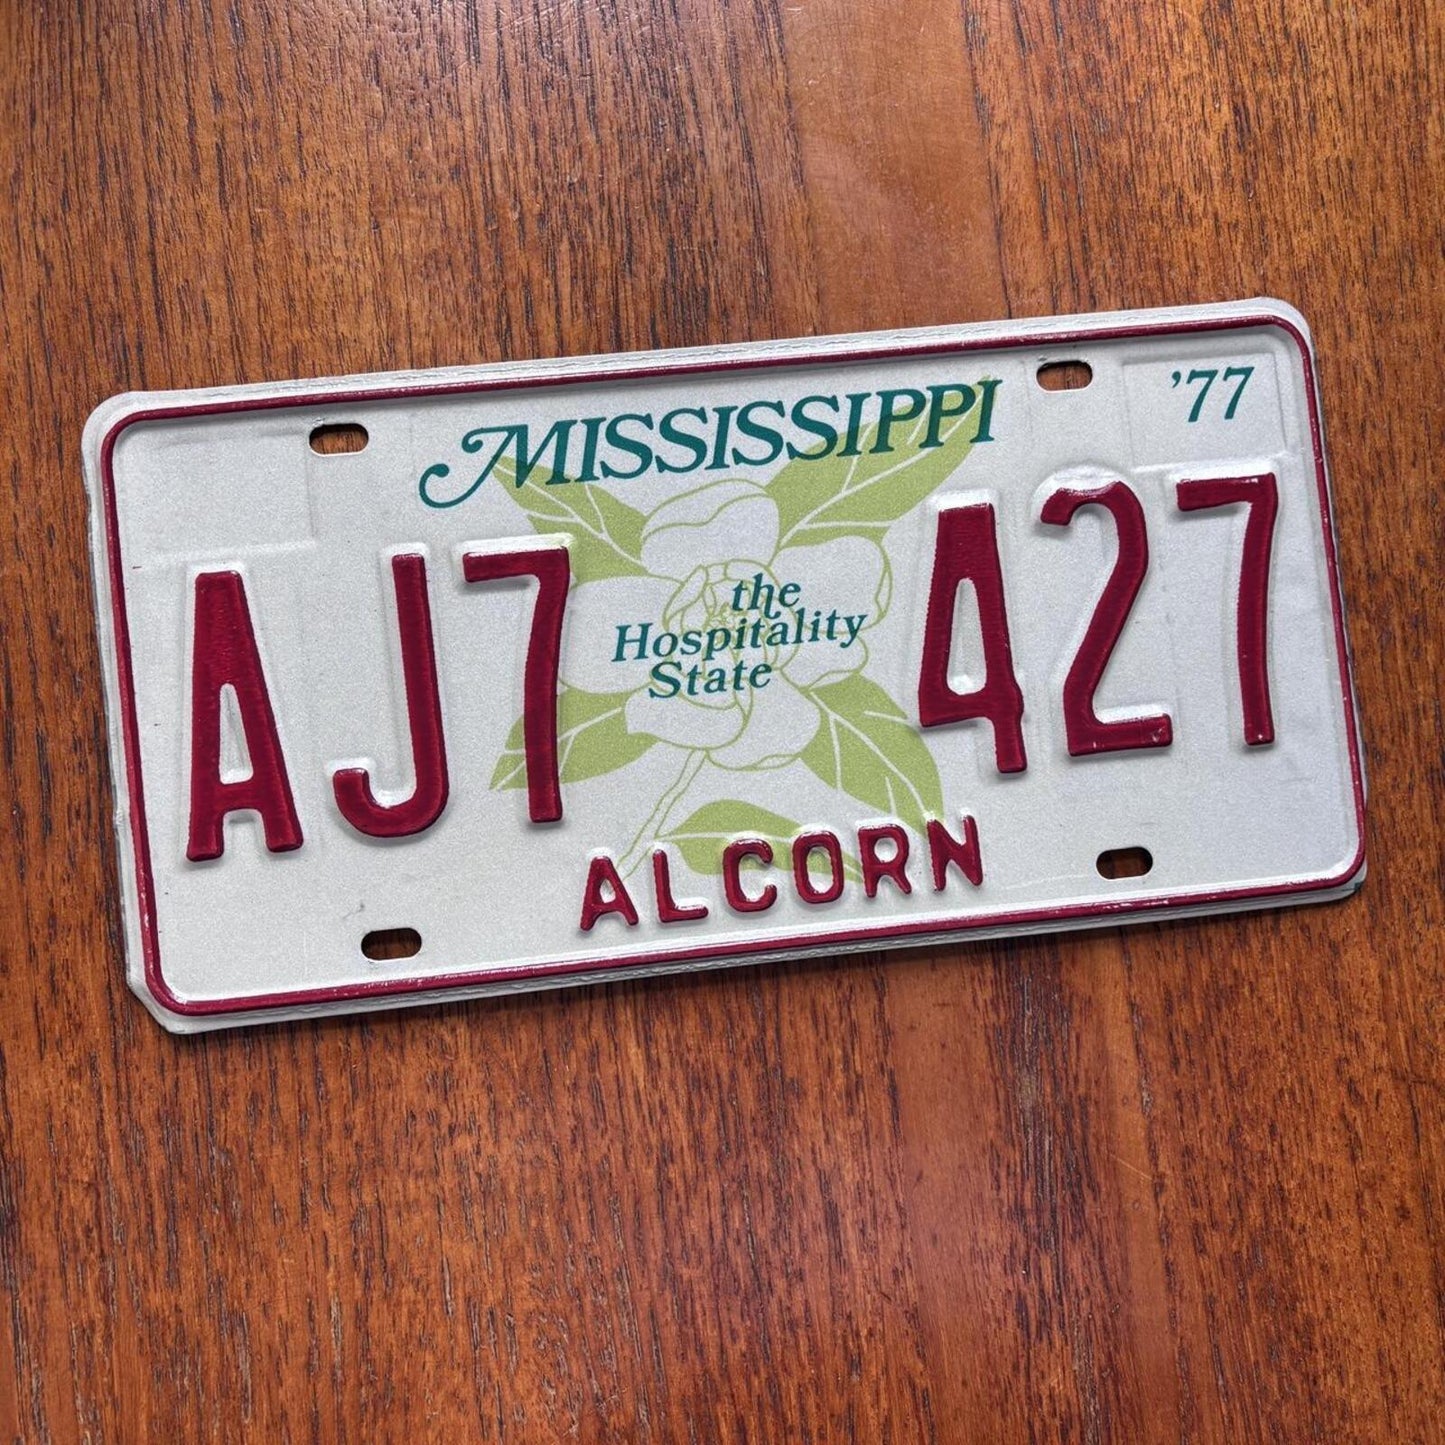 MISSISSIPPI
’77
AJ7 427
the
Hospitality
State
ALCORN